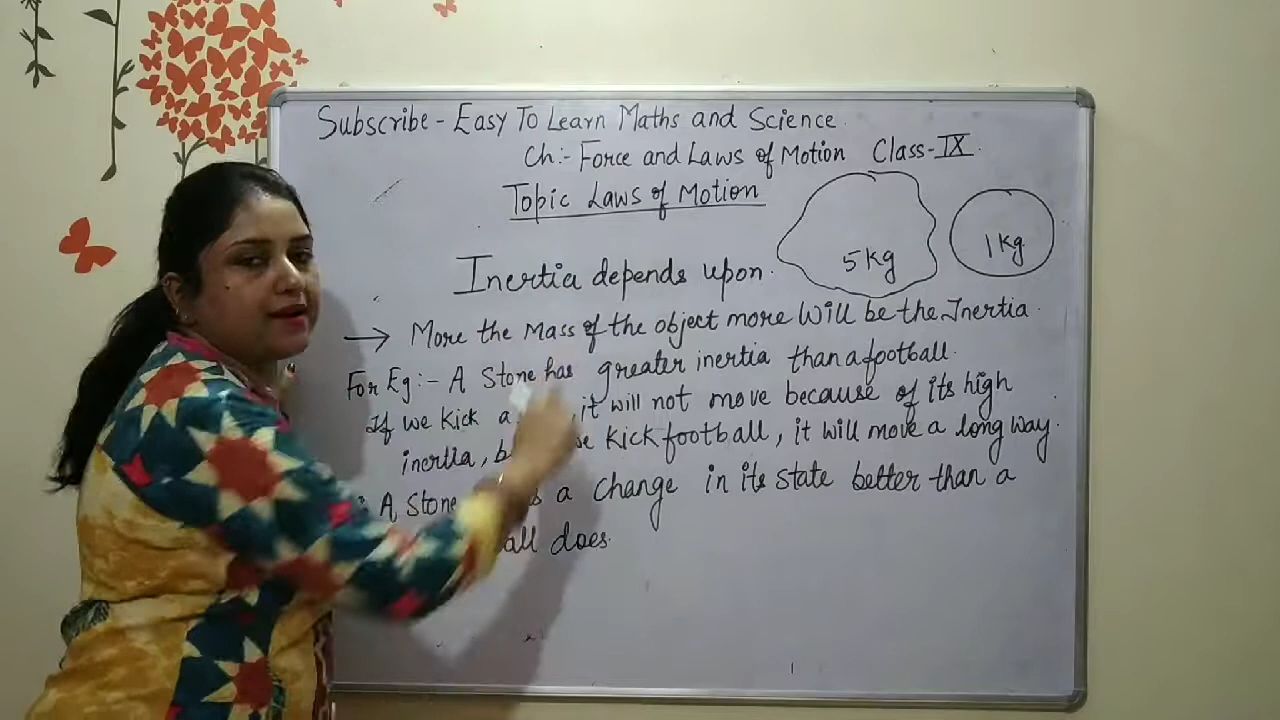 Subscribe - Easy To Learn Maths and Science.
Ch:- Force and Laws of Motion Class-IX
Topic Laws of Motion
5 kg
1 kg
Inertia depends upon.
→ More the Mass of the object more will be the Inertia.
For Eg:- A Stone has greater inertia than a football.
If we kick a , it will not move because of its high
inertia, kick football, it will move a long way.
A Stone a change in its state better than a
all does.